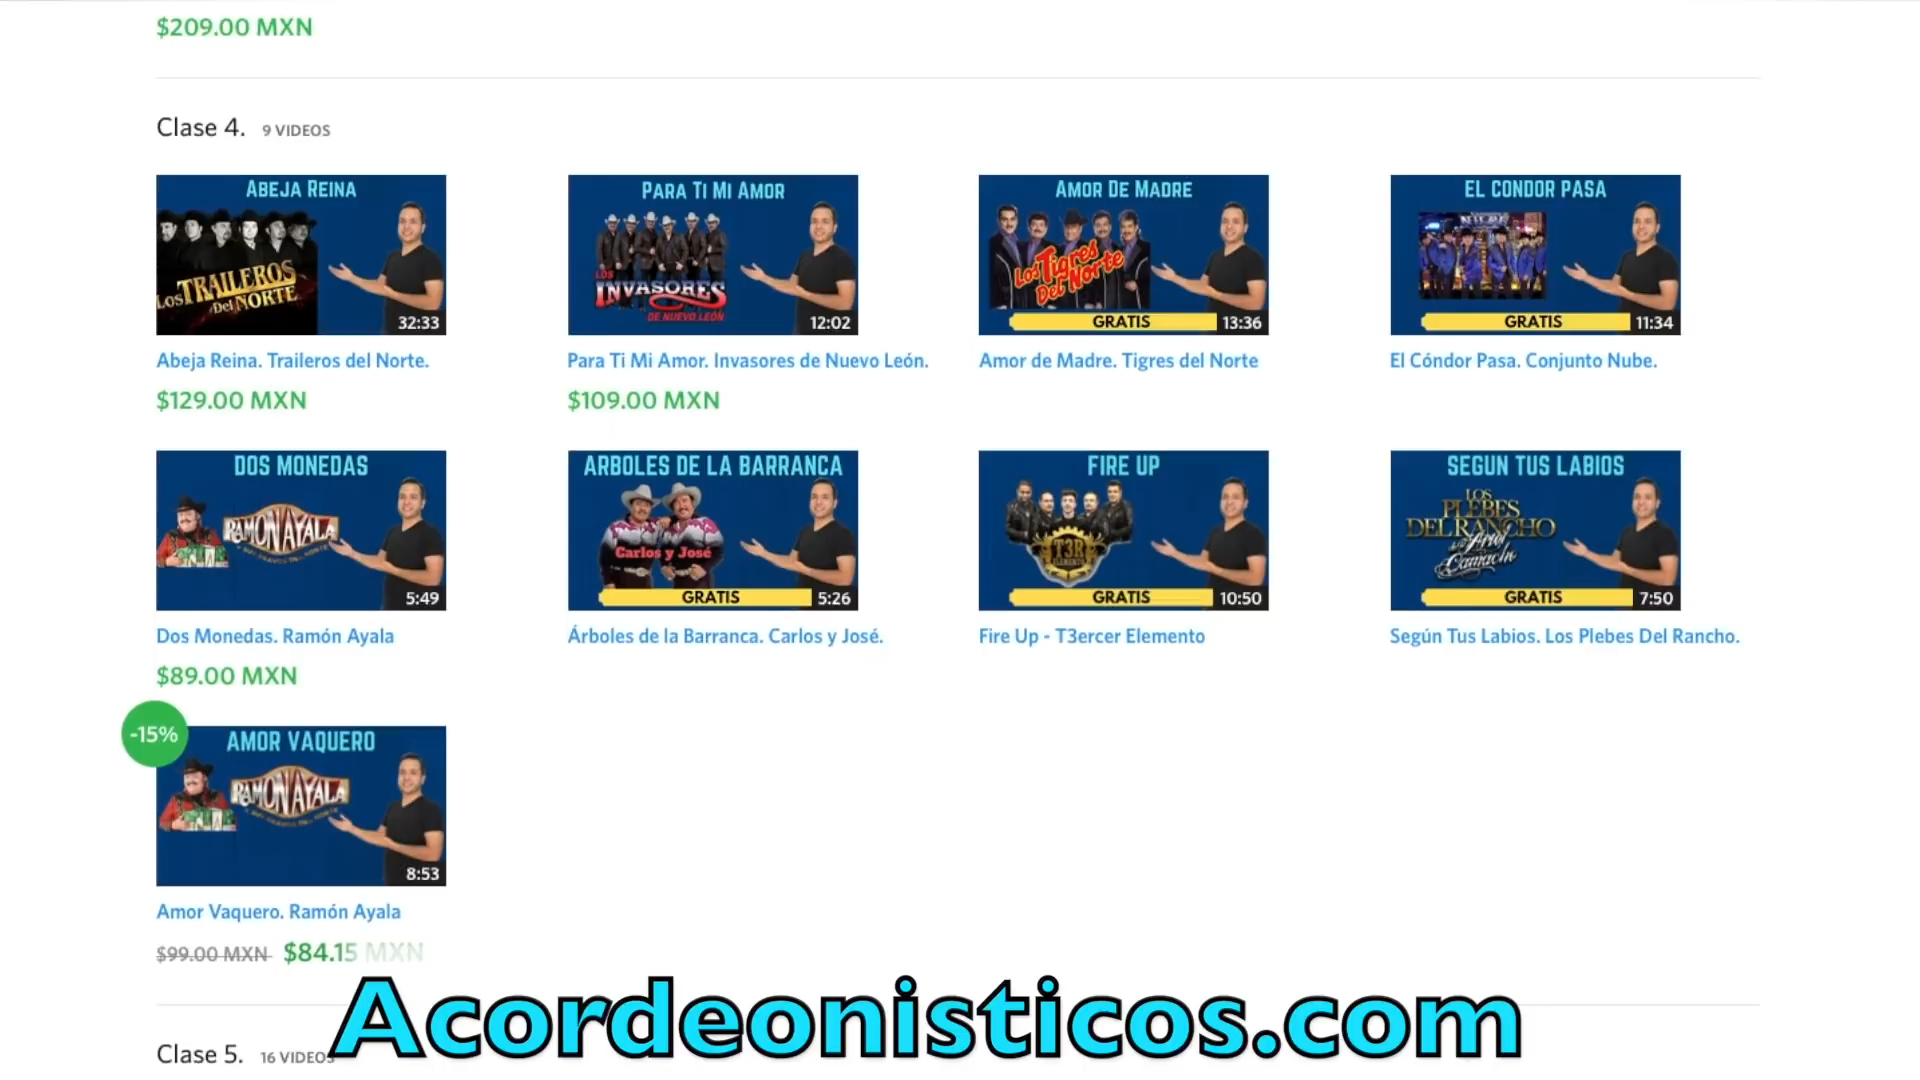 $209.00 MXN
Clase 4. 9 VIDEOS
ABEJA REINA
LOS TRAILEROS
DEL NORTE
32:33
Abeja Reina. Traileros del Norte.
$129.00 MXN
PARA TI MI AMOR
LOS
INVASORES
DE NUEVO LEÓN
12:02
Para Ti Mi Amor. Invasores de Nuevo León.
$109.00 MXN
AMOR DE MADRE
Los Tigres
Del Norte
GRATIS 13:36
Amor de Madre. Tigres del Norte
EL CONDOR PASA
GRATIS 11:34
El Cóndor Pasa. Conjunto Nube.
DOS MONEDAS
RAMON AYALA
5:49
Dos Monedas. Ramón Ayala
$89.00 MXN
ARBOLES DE LA BARRANCA
Carlos y José
GRATIS 5:26
Árboles de la Barranca. Carlos y José.
FIRE UP
T3R
ELEMENTO
GRATIS 10:50
Fire Up - T3ercer Elemento
SEGUN TUS LABIOS
LOS
PLEBES
DEL RANCHO
de Ariel
Camacho
GRATIS 7:50
Según Tus Labios. Los Plebes Del Rancho.
-15%
AMOR VAQUERO
RAMON AYALA
8:53
Amor Vaquero. Ramón Ayala
$99.00 MXN $84.15 MXN
Acordeonisticos.com
Clase 5. 16 VIDEOS